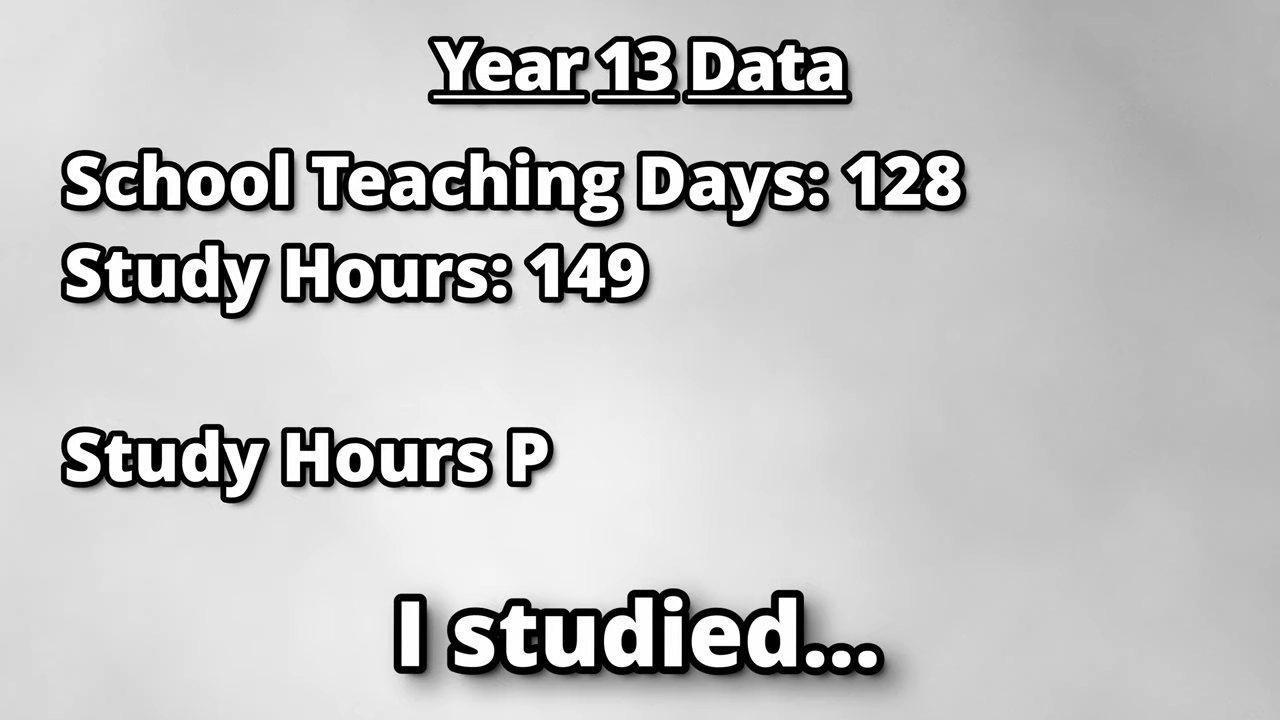 Year 13 Data
School Teaching Days: 128
Study Hours: 149
Study Hours P
I studied...